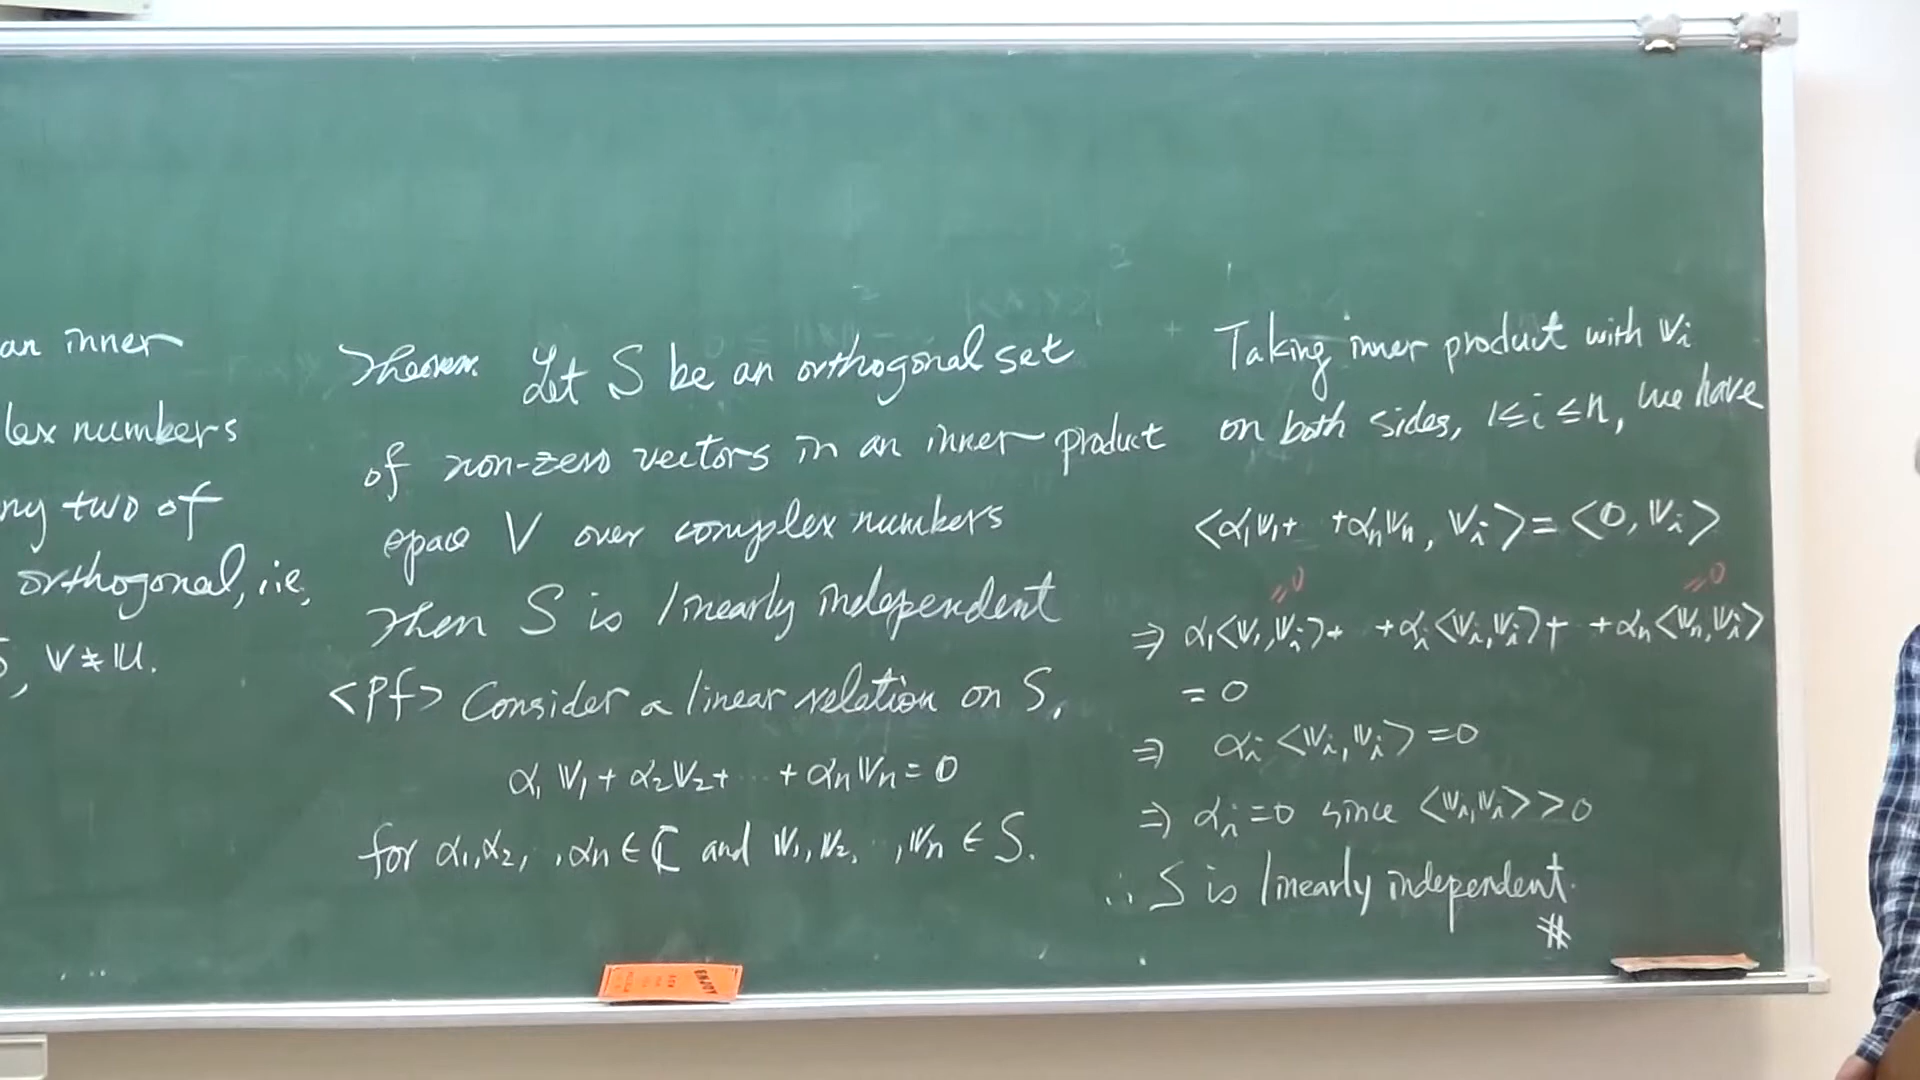 an inner
lex numbers
ny two of
orthogonal, i.e,
, v ≠ u.
Theorem. Let S be an orthogonal set
of non-zero vectors in an inner product
space V over complex numbers
Then S is linearly independent
<Pf> Consider a linear relation on S,
α₁v₁ + α₂v₂ + ⋯ + αₙvₙ = 0
for α₁, α₂, , αₙ ∈ ℂ and v₁, v₂, , vₙ ∈ S.
Taking inner product with vᵢ
on both sides, 1 ≤ i ≤ n, we have
<α₁v₁ + + αₙvₙ, vᵢ> = <0, vᵢ>
=0 =0
⇒ α₁<v₁, vᵢ> + + αᵢ<vᵢ, vᵢ> + + αₙ<vₙ, vᵢ>
= 0
⇒ αᵢ<vᵢ, vᵢ> = 0
⇒ αᵢ = 0 since <vᵢ, vᵢ> > 0
∴ S is linearly independent.
#
ENJOY